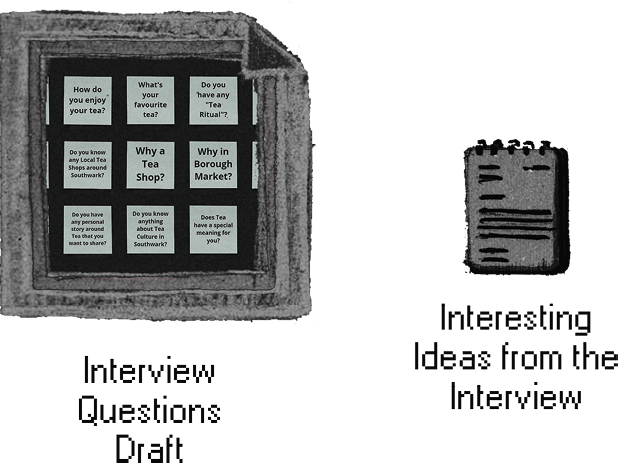 How do
you enjoy
your tea?
What's
your
favourite
tea?
Do you
have any
"Tea
Ritual"?
Do you know
any Local Tea
Shops around
Southwark?
Why a
Tea
Shop?
Why in
Borough
Market?
Do you have
any personal
story around
Tea that you
want to share?
Do you know
anything
about Tea
Culture in
Southwark?
Does Tea
have a special
meaning for
you?
Interview
Questions
Draft
Interesting
Ideas from the
Interview